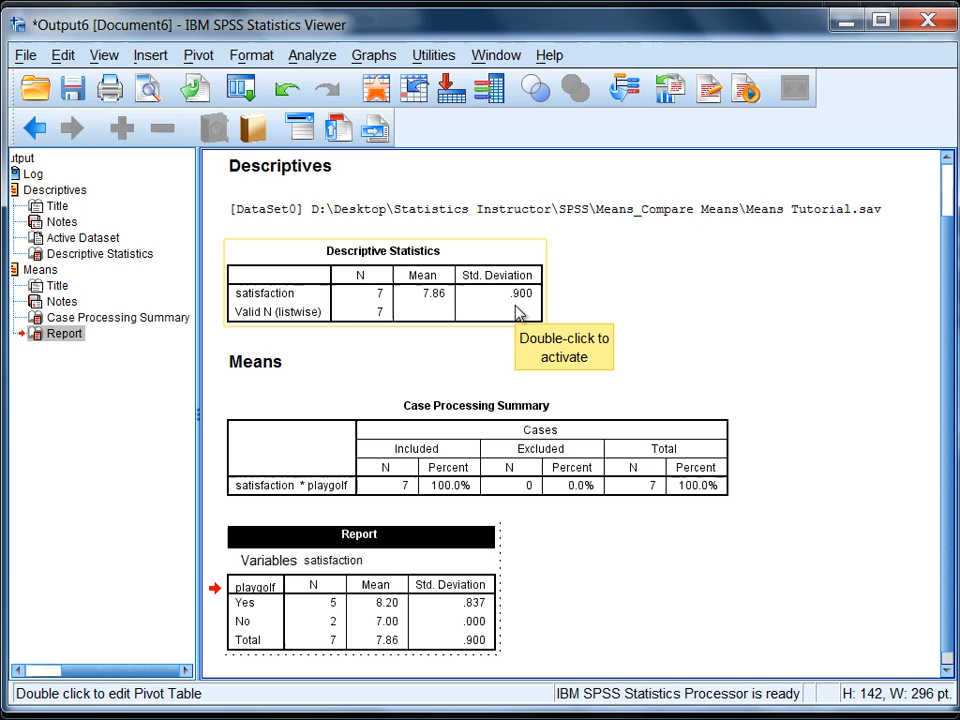 *Output6 [Document6] - IBM SPSS Statistics Viewer
File Edit View Insert Pivot Format Analyze Graphs Utilities Window Help
utput
Log
Descriptives
Title
Notes
Active Dataset
Descriptive Statistics
Means
Title
Notes
Case Processing Summary
Report
Descriptives
[DataSet0] D:\Desktop\Statistics Instructor\SPSS\Means_Compare Means\Means Tutorial.sav
Descriptive Statistics
N Mean Std. Deviation
satisfaction 7 7.86 .900
Valid N (listwise) 7
Double-click to
activate
Means
Case Processing Summary
Cases
Included Excluded Total
N Percent N Percent N Percent
satisfaction * playgolf 7 100.0% 0 0.0% 7 100.0%
Report
Variables satisfaction
playgolf N Mean Std. Deviation
Yes 5 8.20 .837
No 2 7.00 .000
Total 7 7.86 .900
Double click to edit Pivot Table IBM SPSS Statistics Processor is ready H: 142, W: 296 pt.